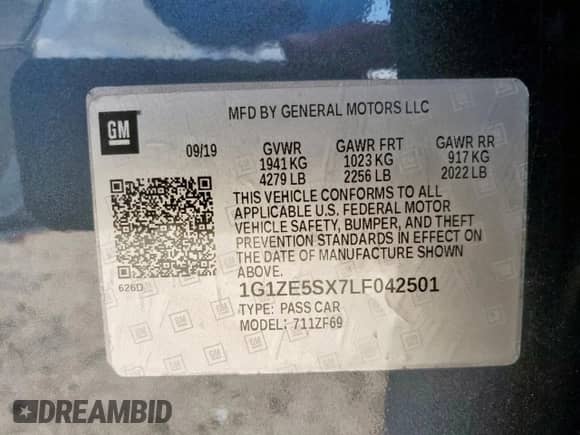 MFD BY GENERAL MOTORS LLC
GM
09/19 GVWR GAWR FRT GAWR RR
1941 KG 1023 KG 917 KG
4279 LB 2256 LB 2022 LB
THIS VEHICLE CONFORMS TO ALL
APPLICABLE U.S. FEDERAL MOTOR
VEHICLE SAFETY, BUMPER, AND THEFT
PREVENTION STANDARDS IN EFFECT ON
THE DATE OF MANUFACTURE SHOWN
ABOVE.
626D
1G1ZE5SX7LF042501
TYPE: PASS CAR
MODEL: 711ZF69
DREAMBID